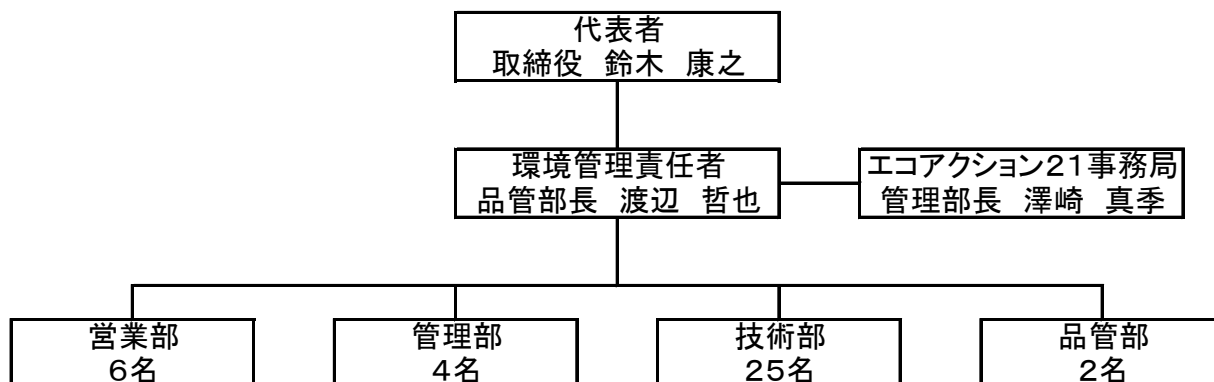 代表者
取締役 鈴木 康之
環境管理責任者
品管部長 渡辺 哲也
エコアクション21事務局
管理部長 澤崎 真季
営業部
6名
管理部
4名
技術部
25名
品管部
2名